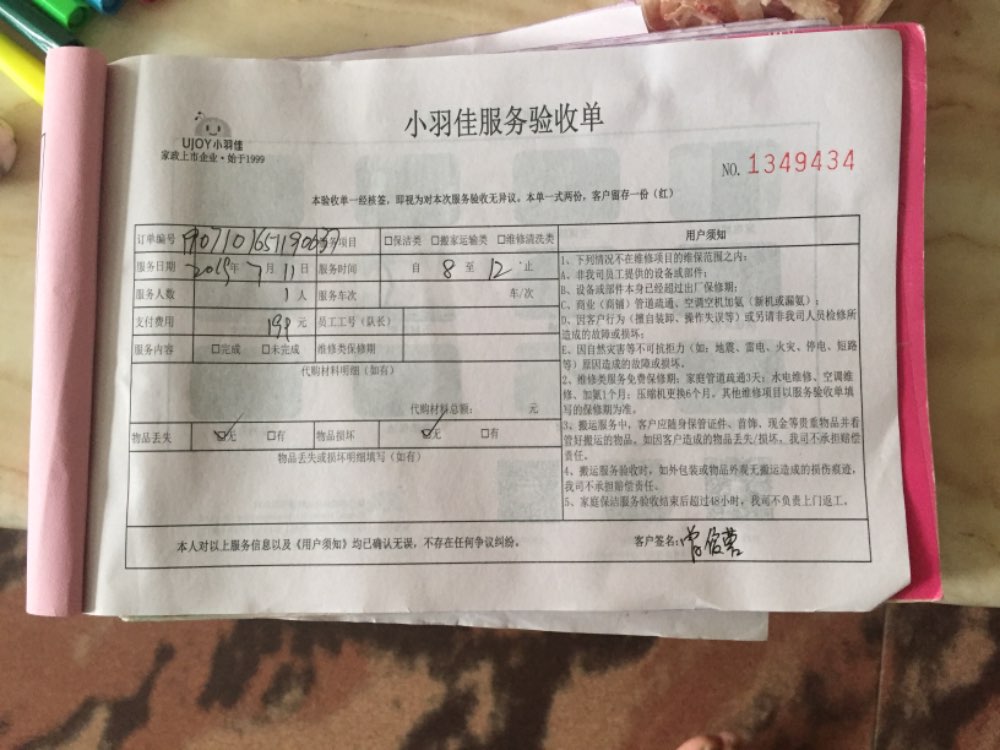 小羽佳服务验收单
UJOY小羽佳
家政上市企业·始于1999
NO. 1349434
本验收单一经核签，即视为对本次服务验收无异议。本单一式两份，客户留存一份（红）
订单编号 服务项目 □保洁类 □搬家运输类 □维修清洗类
服务日期 2019年7月11日 服务时间 自 8 至 12 止
服务人数 1人 服务车次 车/次
支付费用 元 员工工号（队长）
服务内容 □完成 □未完成 维修类保修期
代购材料明细（如有）
代购材料总额： 元
物品丢失 ☑无 □有 物品损坏 ☑无 □有
物品丢失或损坏明细填写（如有）
用户须知
1、下列情况不在维修项目的维保范围之内：
A、非我司员工提供的设备或部件；
B、设备或部件本身已经超过出厂保修期；
C、商业（商铺）管道疏通、空调空机加氨（新机或漏氨）；
D、因客户行为（擅自装卸、操作失误等）或另请非我司人员检修所
造成的故障或损坏；
E、因自然灾害等不可抗拒力（如：地震、雷电、火灾、停电、短路
等）原因造成的故障或损坏。
2、维修类服务免费保修期：家庭管道疏通3天；水电维修、空调维
修、加氨1个月；压缩机更换6个月。其他维修项目以服务验收单填
写的保修期为准。
3、搬运服务中，客户应随身保管证件、首饰、现金等贵重物品并看
管好搬运的物品。如因客户造成的物品丢失/损坏，我司不承担赔偿
责任。
4、搬运服务验收时，如外包装或物品外观无搬运造成的损伤痕迹，
我司不承担赔偿责任。
5、家庭保洁服务验收结束后超过48小时，我司不负责上门返工。
本人对以上服务信息以及《用户须知》均已确认无误，不存在任何争议纠纷。 客户签名：